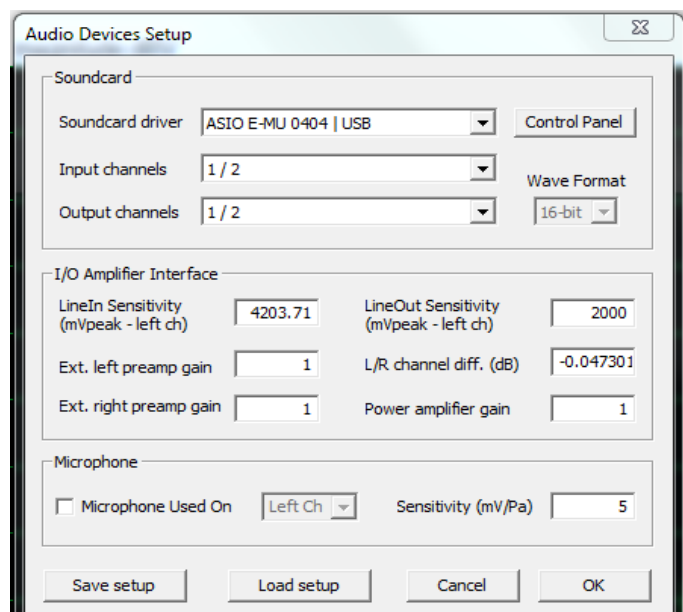 Audio Devices Setup
Soundcard
Soundcard driver ASIO E-MU 0404 | USB Control Panel
Input channels 1 / 2
Wave Format
Output channels 1 / 2 16-bit
I/O Amplifier Interface
LineIn Sensitivity
(mVpeak - left ch) 4203.71
LineOut Sensitivity
(mVpeak - left ch) 2000
Ext. left preamp gain 1 L/R channel diff. (dB) -0.047301
Ext. right preamp gain 1 Power amplifier gain 1
Microphone
Microphone Used On Left Ch Sensitivity (mV/Pa) 5
Save setup Load setup Cancel OK